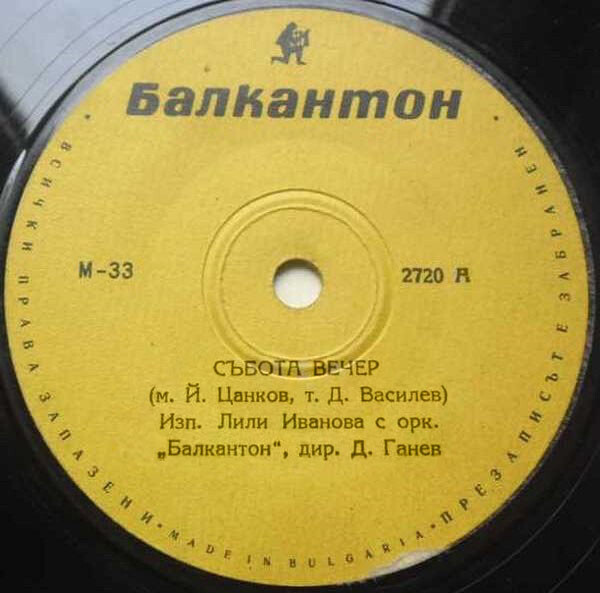 Балкантон
М-33
2720 А
СЪБОТА ВЕЧЕР
(м. Й. Цанков, т. Д. Василев)
Изп. Лили Иванова с орк.
„Балкантон“, дир. Д. Ганев
· ВСИЧКИ ПРАВА ЗАПАЗЕНИ · MADE IN BULGARIA · ПРЕЗАПИСЪТ Е ЗАБРАНЕН ·